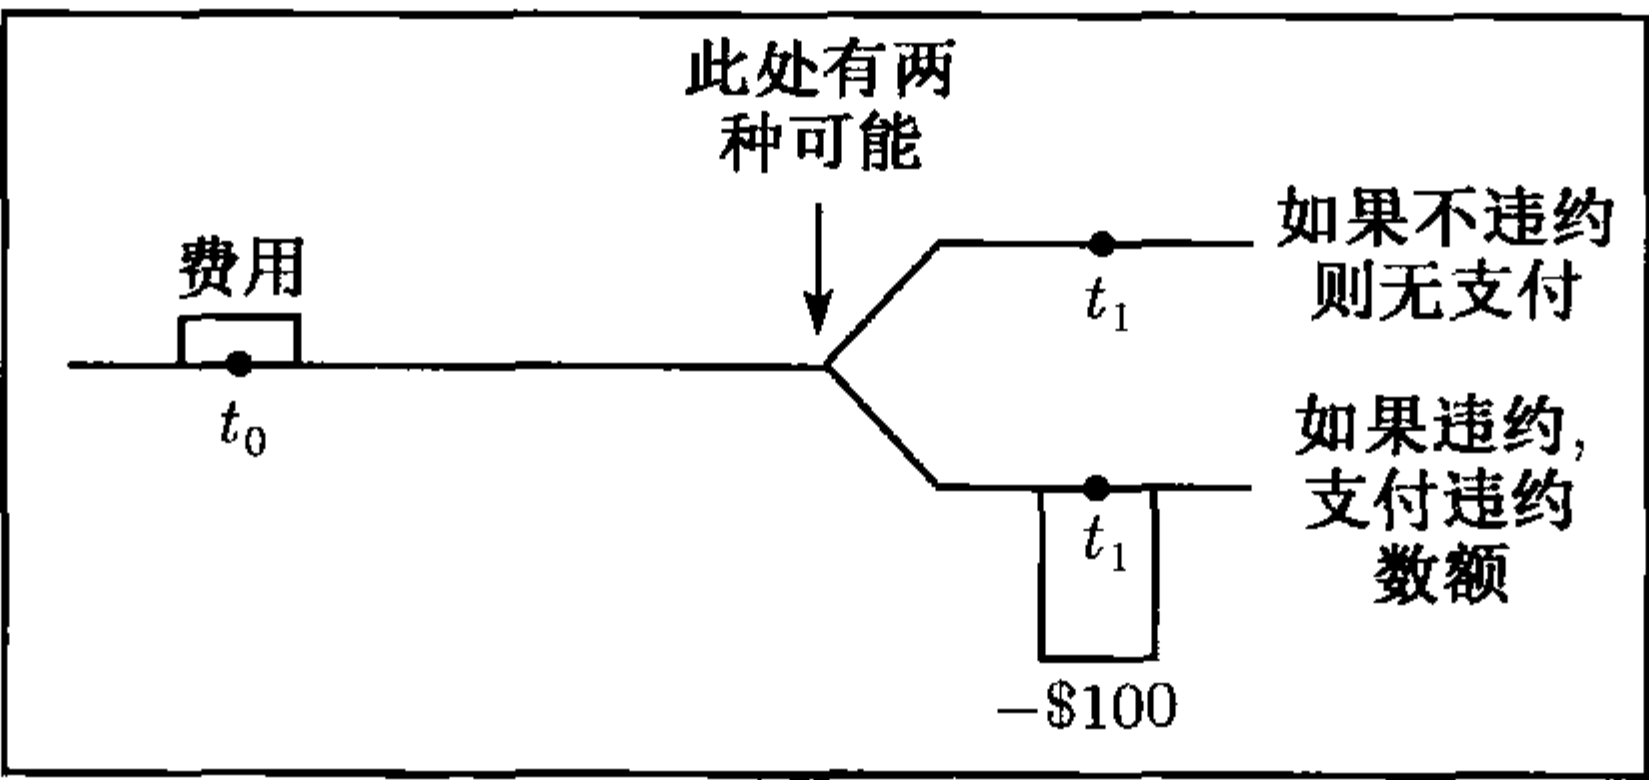 此处有两
种可能
费用
t₀
t₁
如果不违约
则无支付
t₁
如果违约,
支付违约
数额
−$100